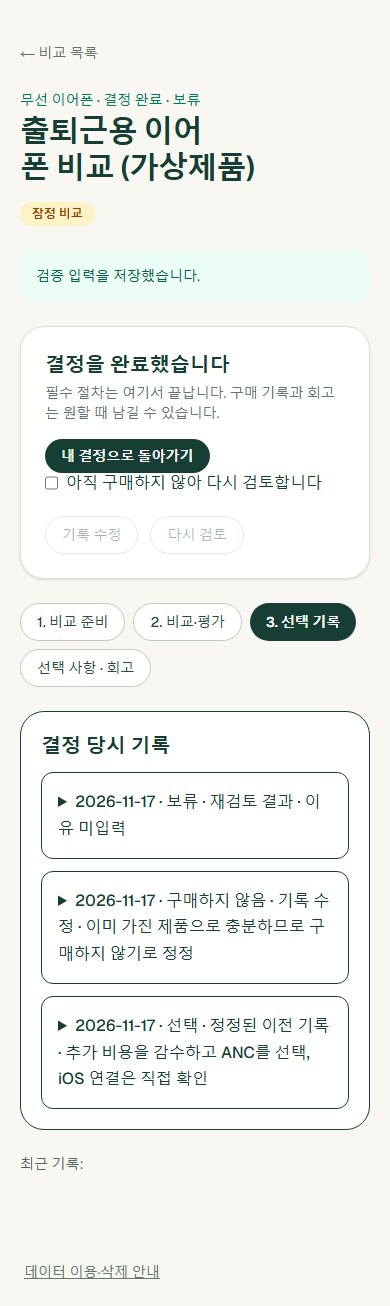 ← 비교 목록
무선 이어폰 · 결정 완료 · 보류
출퇴근용 이어
폰 비교 (가상제품)
잠정 비교
검증 입력을 저장했습니다.
결정을 완료했습니다
필수 절차는 여기서 끝납니다. 구매 기록과 회고
는 원할 때 남길 수 있습니다.
내 결정으로 돌아가기
아직 구매하지 않아 다시 검토합니다
기록 수정
다시 검토
1. 비교 준비
2. 비교·평가
3. 선택 기록
선택 사항 · 회고
결정 당시 기록
▶ 2026-11-17 · 보류 · 재검토 결과 · 이
유 미입력
▶ 2026-11-17 · 구매하지 않음 · 기록 수
정 · 이미 가진 제품으로 충분하므로 구
매하지 않기로 정정
▶ 2026-11-17 · 선택 · 정정된 이전 기록
· 추가 비용을 감수하고 ANC를 선택,
iOS 연결은 직접 확인
최근 기록:
데이터 이용·삭제 안내